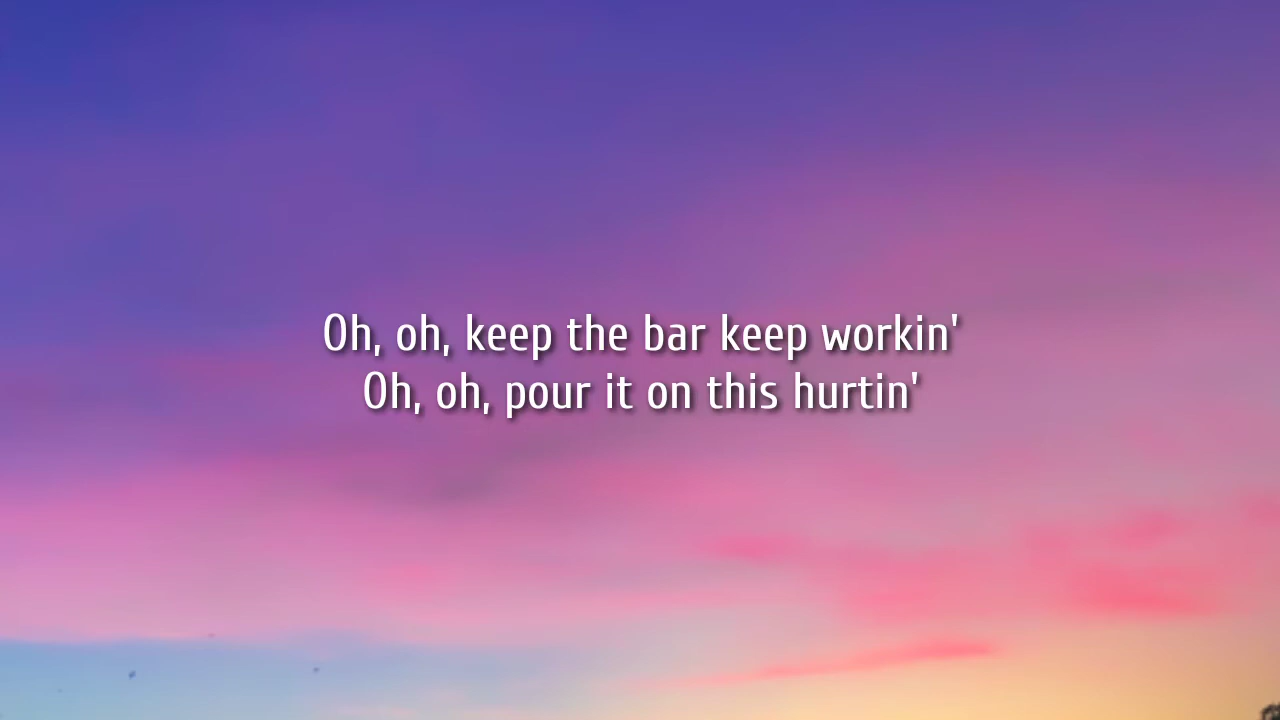 Oh, oh, keep the bar keep workin'
Oh, oh, pour it on this hurtin'